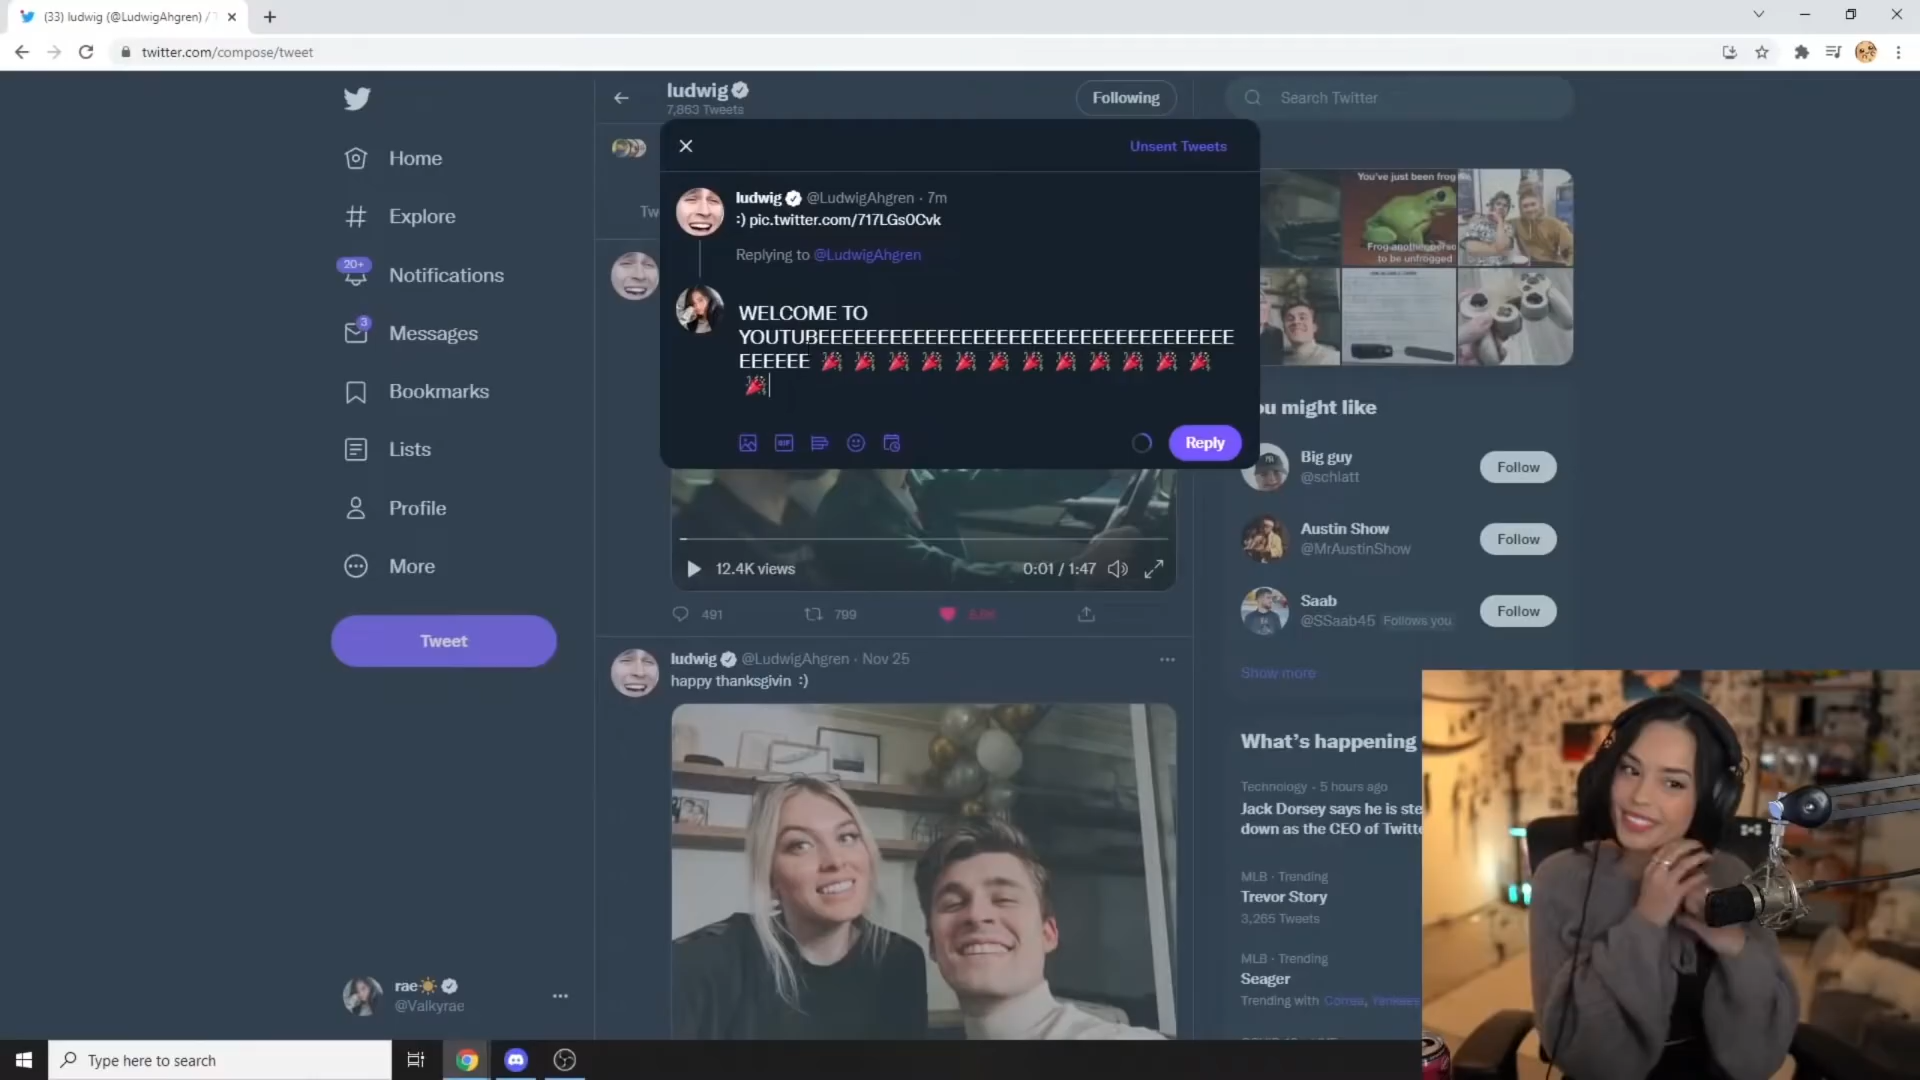 (33) ludwig (@LudwigAhgren) / T
twitter.com/compose/tweet
ludwig
7,863 Tweets
Following
Search Twitter
Home
Explore
20+
Notifications
3
Messages
Bookmarks
Lists
Profile
More
Tweet
rae☀️
@Valkyrae
Tw
Unsent Tweets
ludwig @LudwigAhgren · 7m
:) pic.twitter.com/717LGs0Cvk
Replying to @LudwigAhgren
WELCOME TO
YOUTUBEEEEEEEEEEEEEEEEEEEEEEEEEEEEEEEEEEE
EEEEEE 🎉 🎉 🎉 🎉 🎉 🎉 🎉 🎉 🎉 🎉 🎉 🎉
🎉
GIF
Reply
12.4K views
0:01 / 1:47
491
799
ludwig @LudwigAhgren · Nov 25
happy thanksgivin :)
You've just been frog
Frog another perso
to be unfrogged
ou might like
Big guy
@schlatt
Follow
Austin Show
@MrAustinShow
Follow
Saab
@SSaab45 Follows you
Follow
Show more
What's happening
Technology · 5 hours ago
Jack Dorsey says he is ste
down as the CEO of Twitte
MLB · Trending
Trevor Story
3,265 Tweets
MLB · Trending
Seager
Trending with Correa, Yankees
Type here to search